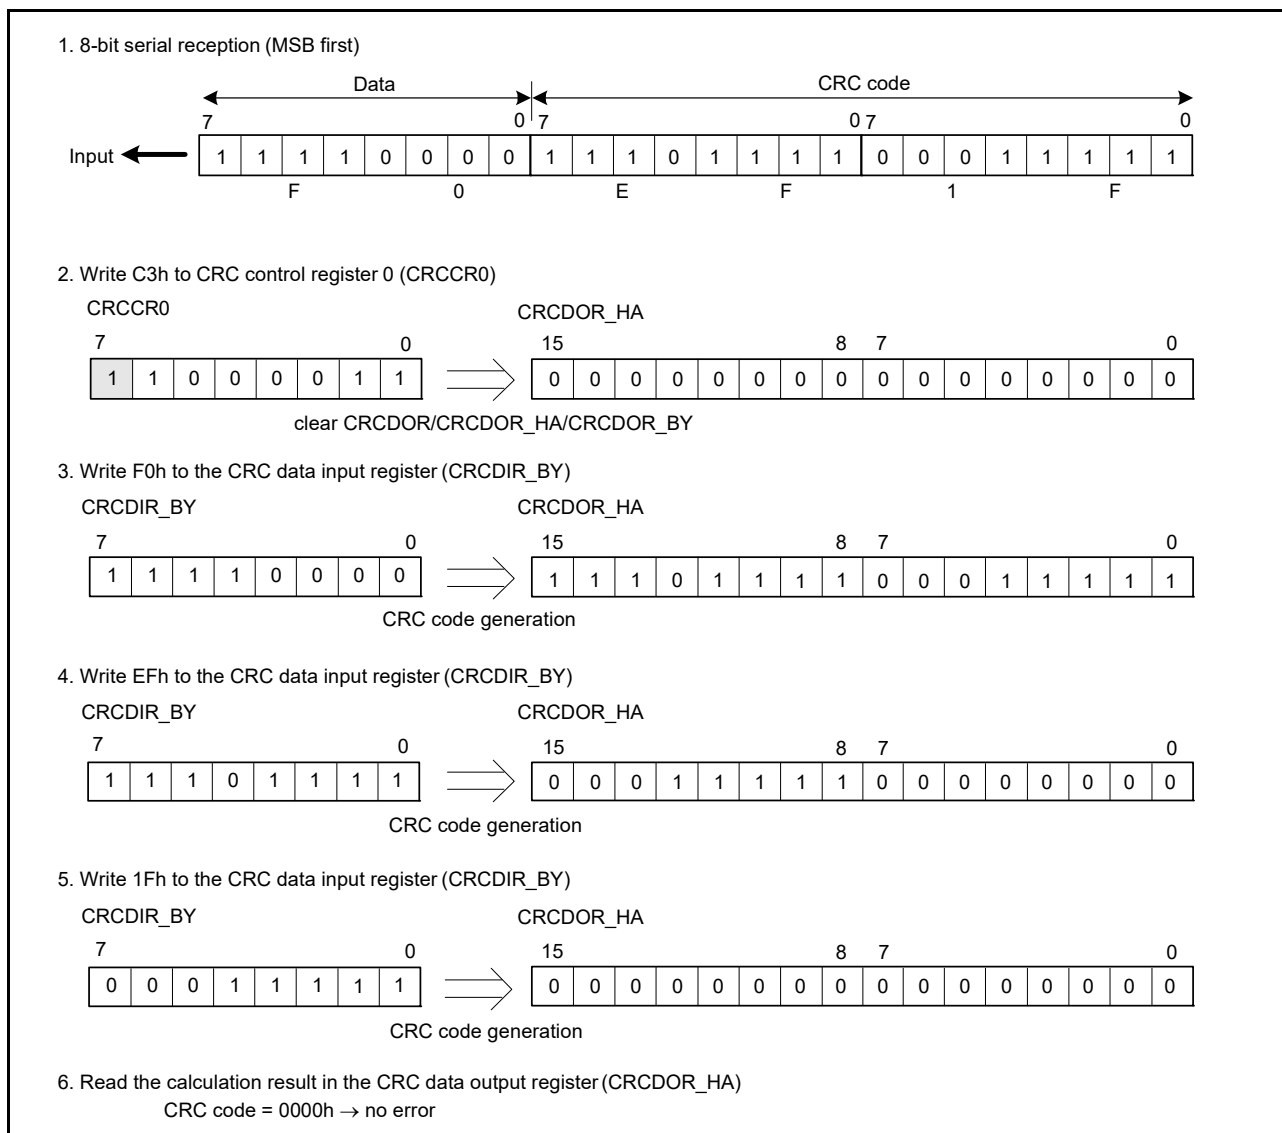 1. 8-bit serial reception (MSB first)
Data CRC code
7 0 7 0 7 0
Input 1 1 1 1 0 0 0 0 1 1 1 0 1 1 1 1 0 0 0 1 1 1 1 1
F 0 E F 1 F
2. Write C3h to CRC control register 0 (CRCCR0)
CRCCR0 CRCDOR_HA
7 0 15 8 7 0
1 1 0 0 0 0 1 1 0 0 0 0 0 0 0 0 0 0 0 0 0 0 0 0
clear CRCDOR/CRCDOR_HA/CRCDOR_BY
3. Write F0h to the CRC data input register (CRCDIR_BY)
CRCDIR_BY CRCDOR_HA
7 0 15 8 7 0
1 1 1 1 0 0 0 0 1 1 1 0 1 1 1 1 0 0 0 1 1 1 1 1
CRC code generation
4. Write EFh to the CRC data input register (CRCDIR_BY)
CRCDIR_BY CRCDOR_HA
7 0 15 8 7 0
1 1 1 0 1 1 1 1 0 0 0 1 1 1 1 1 0 0 0 0 0 0 0 0
CRC code generation
5. Write 1Fh to the CRC data input register (CRCDIR_BY)
CRCDIR_BY CRCDOR_HA
7 0 15 8 7 0
0 0 0 1 1 1 1 1 0 0 0 0 0 0 0 0 0 0 0 0 0 0 0 0
CRC code generation
6. Read the calculation result in the CRC data output register (CRCDOR_HA)
CRC code = 0000h → no error